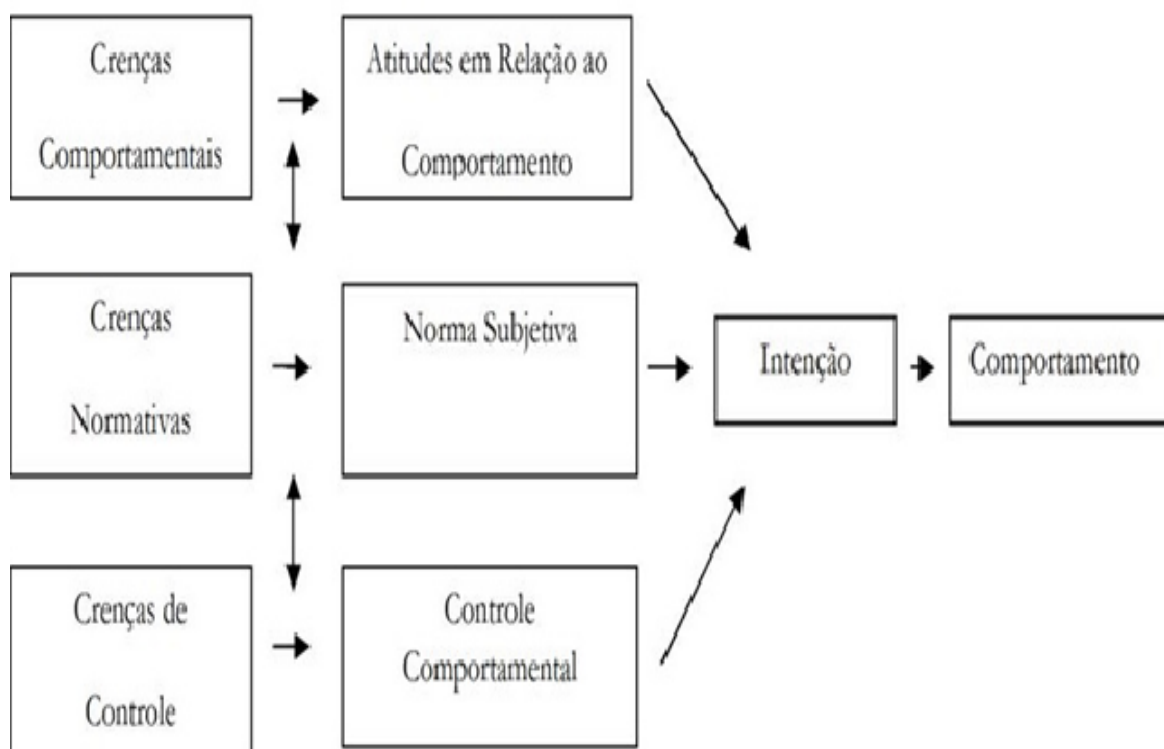 Crenças
Comportamentais
Atitudes em Relação ao
Comportamento
Crenças
Normativas
Norma Subjetiva
Intenção
Comportamento
Crenças de
Controle
Controle
Comportamental